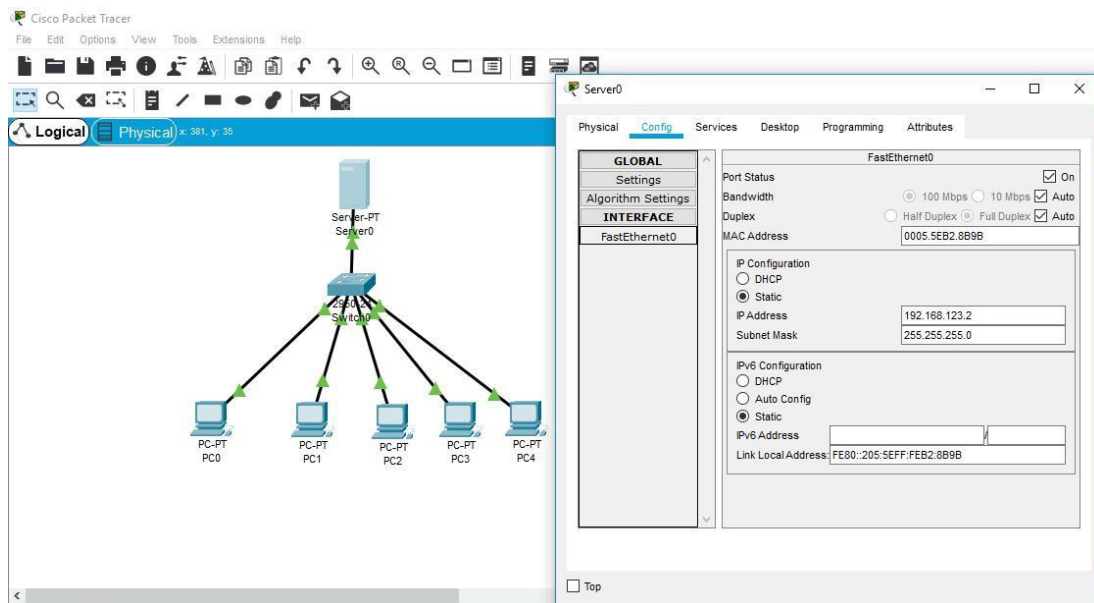 Cisco Packet Tracer
File Edit Options View Tools Extensions Help
Logical Physical x: 381, y: 35
Server-PT
Server0
2950-24
Switch0
PC-PT
PC0
PC-PT
PC1
PC-PT
PC2
PC-PT
PC3
PC-PT
PC4
Server0
Physical Config Services Desktop Programming Attributes
GLOBAL
Settings
Algorithm Settings
INTERFACE
FastEthernet0
FastEthernet0
Port Status On
Bandwidth 100 Mbps 10 Mbps Auto
Duplex Half Duplex Full Duplex Auto
MAC Address 0005.5EB2.8B9B
IP Configuration
DHCP
Static
IP Address 192.168.123.2
Subnet Mask 255.255.255.0
IPv6 Configuration
DHCP
Auto Config
Static
IPv6 Address /
Link Local Address: FE80::205:5EFF:FEB2:8B9B
Top